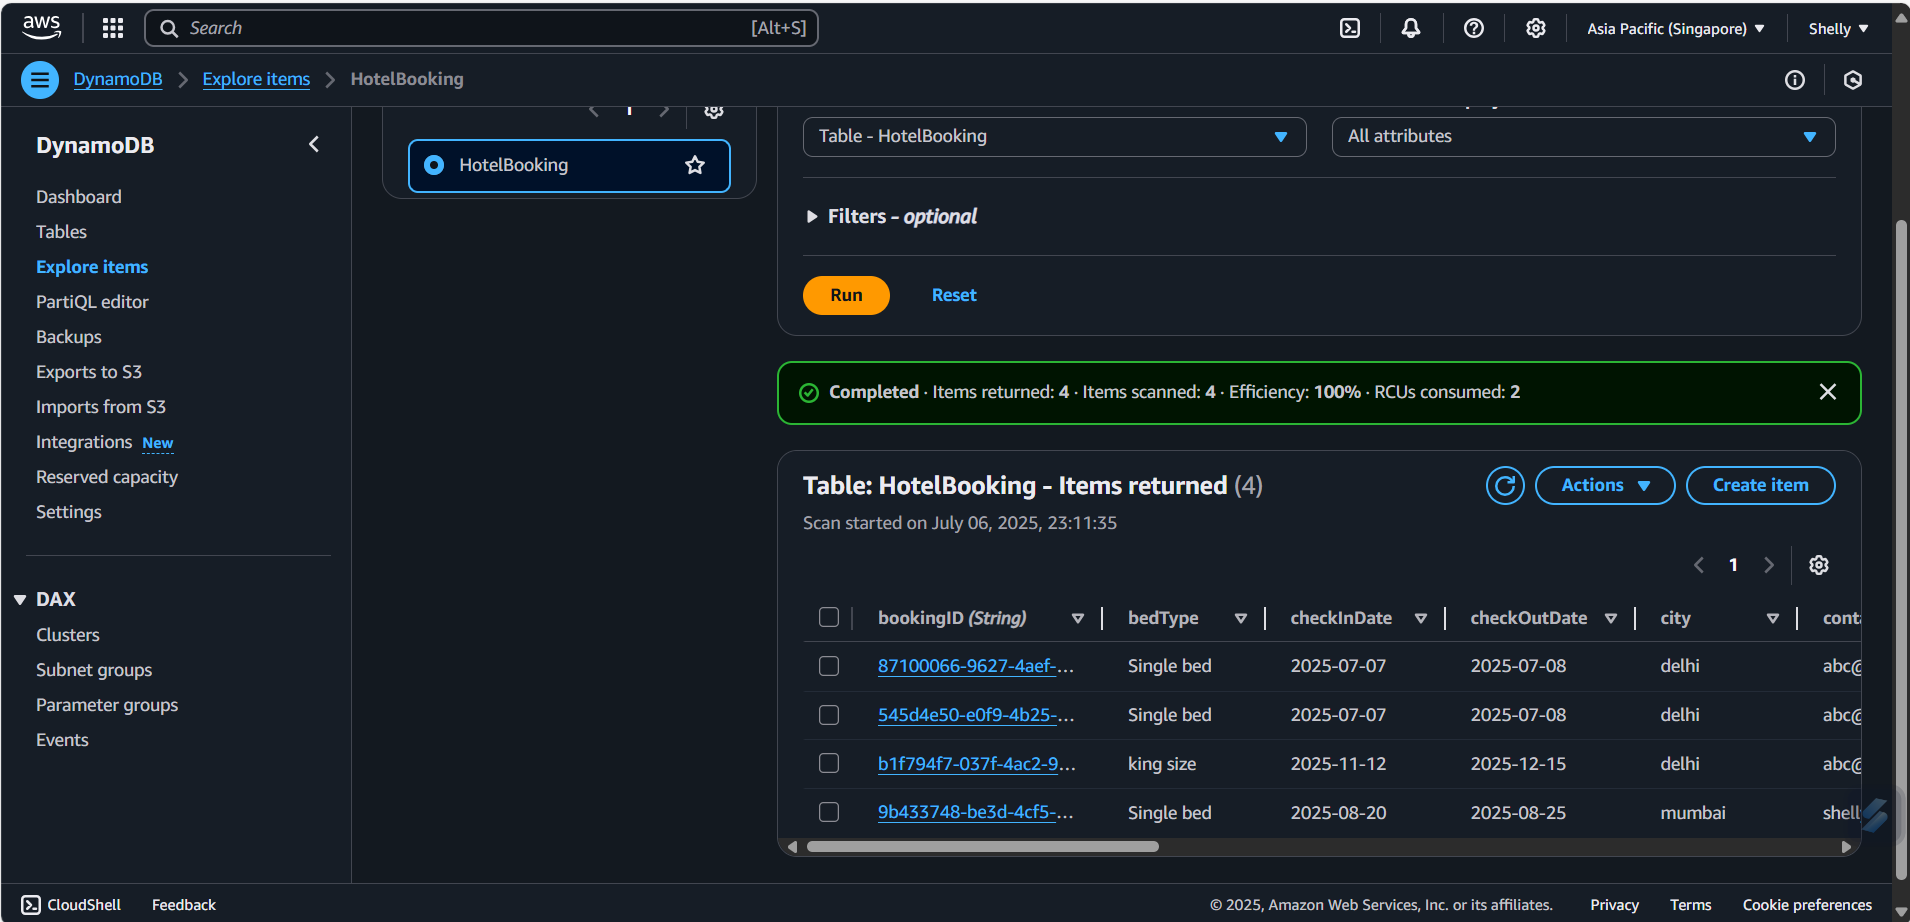 aws
Search
[Alt+S]
Asia Pacific (Singapore)
Shelly
DynamoDB
Explore items
HotelBooking
DynamoDB
Dashboard
Tables
Explore items
PartiQL editor
Backups
Exports to S3
Imports from S3
Integrations New
Reserved capacity
Settings
DAX
Clusters
Subnet groups
Parameter groups
Events
1
HotelBooking
Table - HotelBooking
All attributes
Filters - optional
Run
Reset
Completed · Items returned: 4 · Items scanned: 4 · Efficiency: 100% · RCUs consumed: 2
Table: HotelBooking - Items returned (4)
Actions
Create item
Scan started on July 06, 2025, 23:11:35
1
bookingID (String) bedType checkInDate checkOutDate city conta
87100066-9627-4aef-... Single bed 2025-07-07 2025-07-08 delhi abc@
545d4e50-e0f9-4b25-... Single bed 2025-07-07 2025-07-08 delhi abc@
b1f794f7-037f-4ac2-9... king size 2025-11-12 2025-12-15 delhi abc@
9b433748-be3d-4cf5-... Single bed 2025-08-20 2025-08-25 mumbai shell
CloudShell
Feedback
© 2025, Amazon Web Services, Inc. or its affiliates.
Privacy
Terms
Cookie preferences